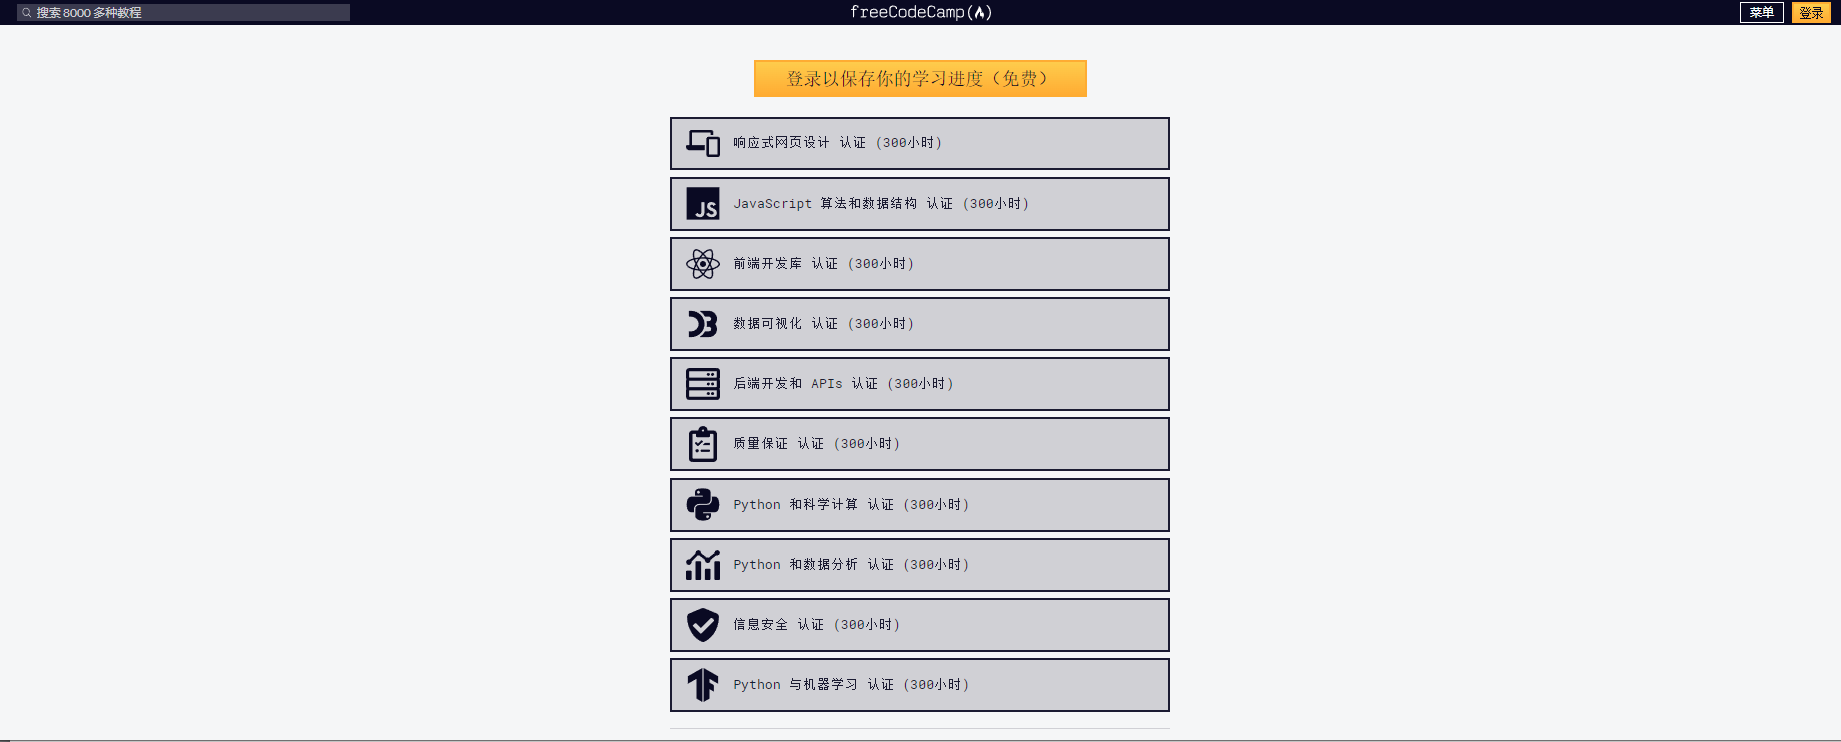 搜索 8000 多种教程
freeCodeCamp(🔥)
菜单
登录
登录以保存你的学习进度（免费）
响应式网页设计 认证 (300小时)
JS
JavaScript 算法和数据结构 认证 (300小时)
前端开发库 认证 (300小时)
数据可视化 认证 (300小时)
后端开发和 APIs 认证 (300小时)
质量保证 认证 (300小时)
Python 和科学计算 认证 (300小时)
Python 和数据分析 认证 (300小时)
信息安全 认证 (300小时)
Python 与机器学习 认证 (300小时)